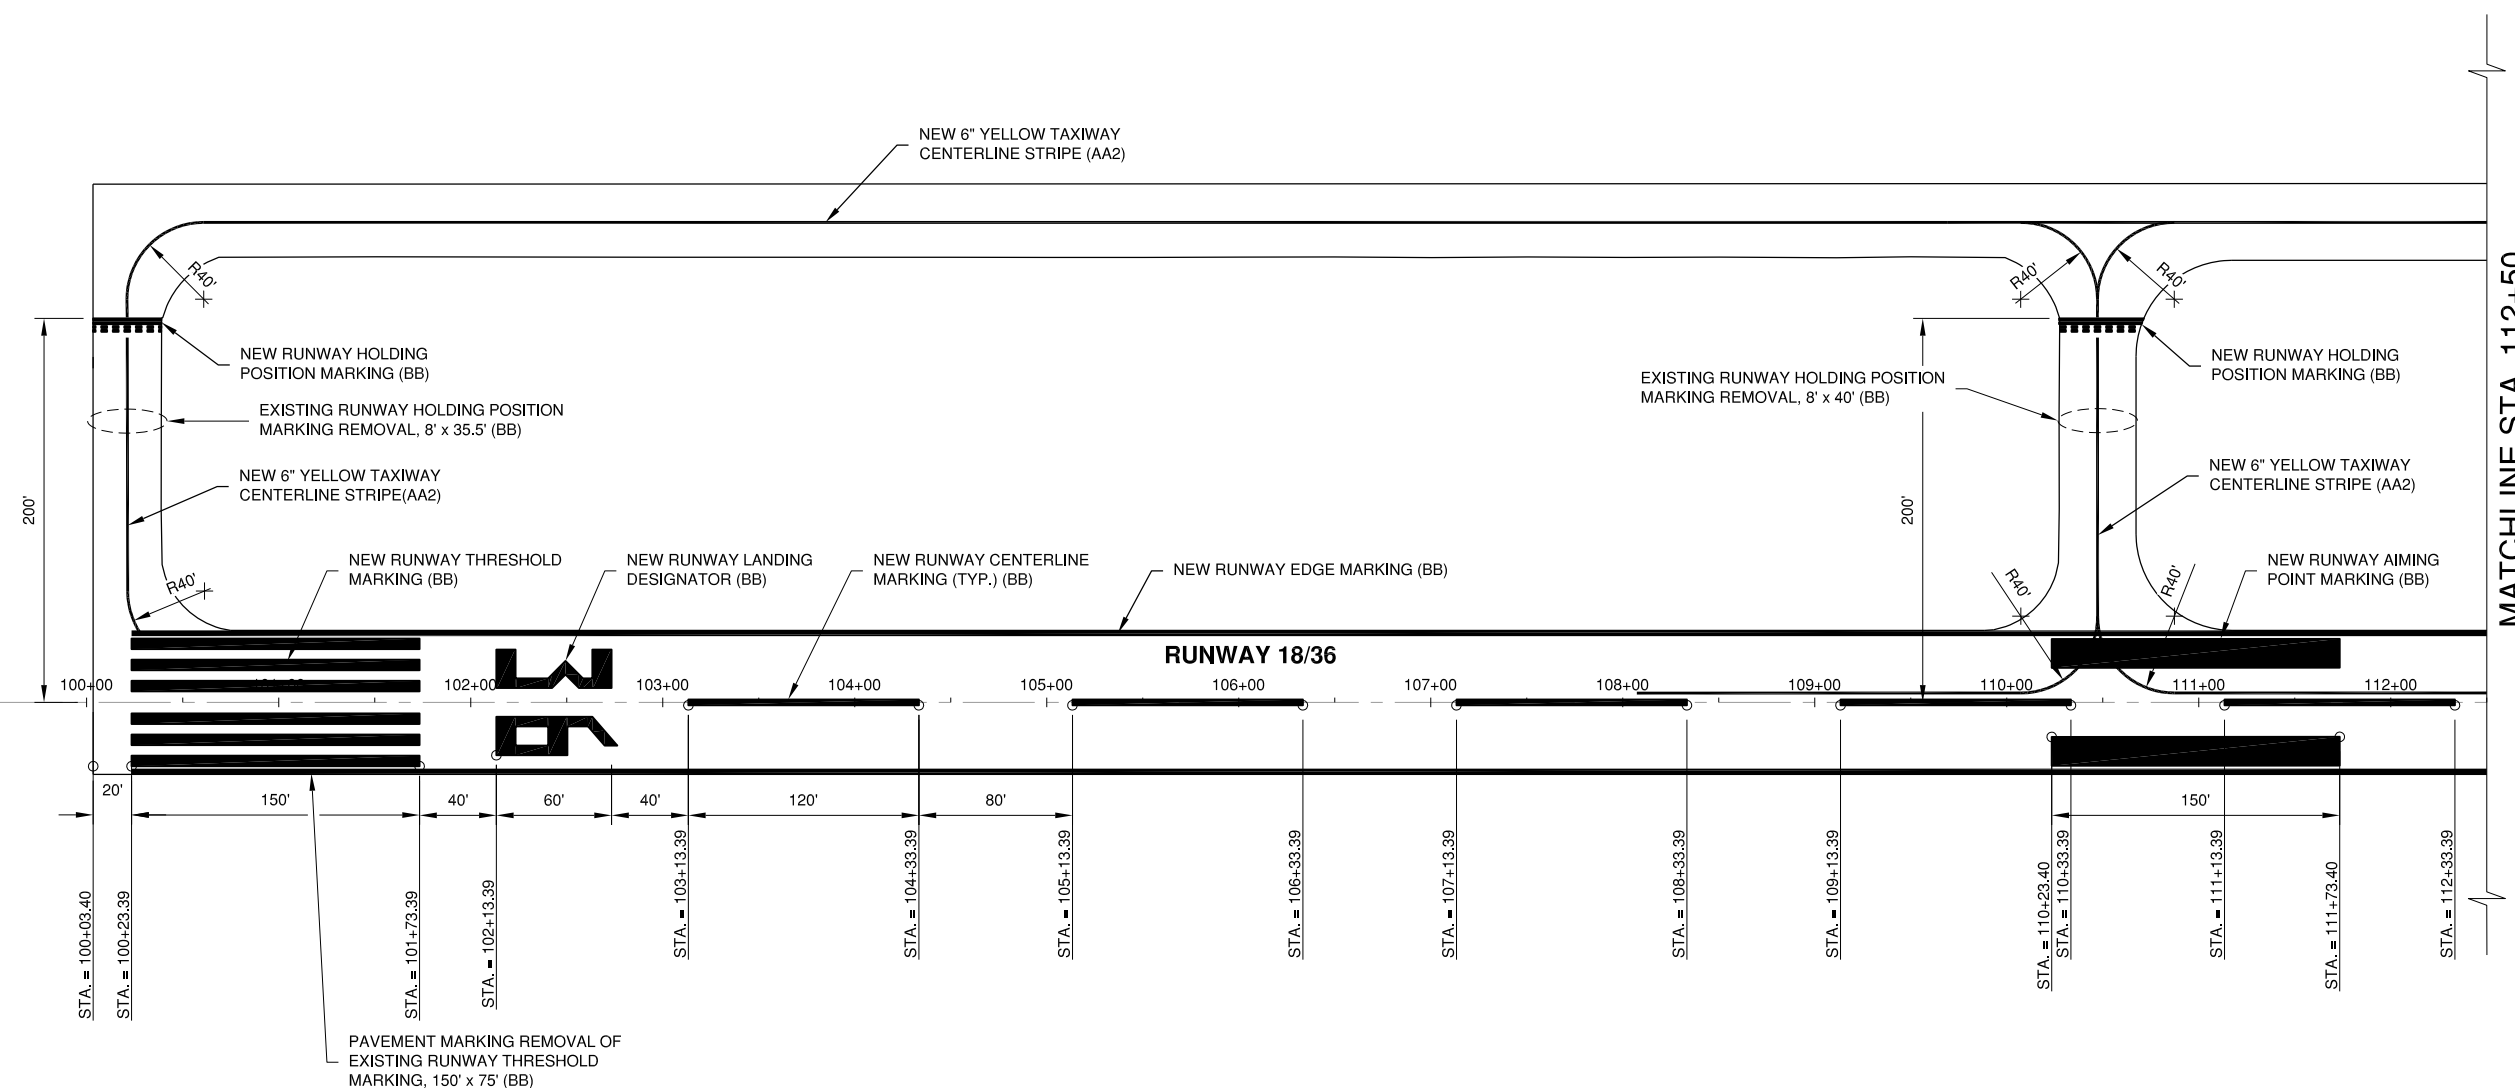 NEW 6" YELLOW TAXIWAY
CENTERLINE STRIPE (AA2)
R40'
R40'
R40'
NEW RUNWAY HOLDING
POSITION MARKING (BB)
EXISTING RUNWAY HOLDING POSITION
MARKING REMOVAL, 8' x 35.5' (BB)
NEW 6" YELLOW TAXIWAY
CENTERLINE STRIPE(AA2)
200'
R40'
NEW RUNWAY THRESHOLD
MARKING (BB)
NEW RUNWAY LANDING
DESIGNATOR (BB)
NEW RUNWAY CENTERLINE
MARKING (TYP.) (BB)
NEW RUNWAY EDGE MARKING (BB)
EXISTING RUNWAY HOLDING POSITION
MARKING REMOVAL, 8' x 40' (BB)
200'
NEW RUNWAY HOLDING
POSITION MARKING (BB)
NEW 6" YELLOW TAXIWAY
CENTERLINE STRIPE (AA2)
NEW RUNWAY AIMING
POINT MARKING (BB)
R40'
R40'
MATCHLINE STA. 112+50
RUNWAY 18/36
36
100+00
102+00
103+00
104+00
105+00
106+00
107+00
108+00
109+00
110+00
111+00
112+00
20'
150'
40'
60'
40'
120'
80'
150'
STA. = 100+03.40
STA. = 100+23.39
STA. = 101+73.39
STA. = 102+13.39
STA. = 103+13.39
STA. = 104+33.39
STA. = 105+13.39
STA. = 106+33.39
STA. = 107+13.39
STA. = 108+33.39
STA. = 109+13.39
STA. = 110+23.40
STA. = 110+33.39
STA. = 111+13.39
STA. = 111+73.40
STA. = 112+33.39
PAVEMENT MARKING REMOVAL OF
EXISTING RUNWAY THRESHOLD
MARKING, 150' x 75' (BB)